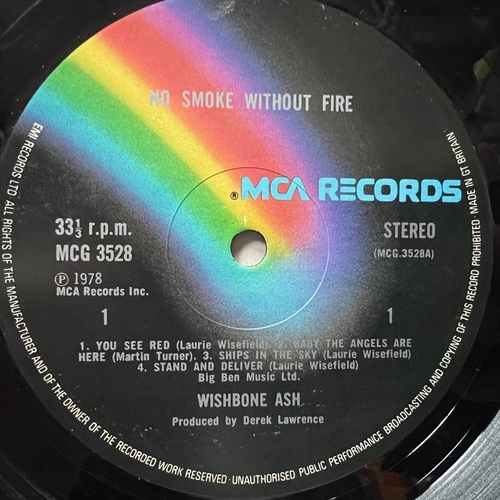 NO SMOKE WITHOUT FIRE
® MCA RECORDS
33⅓ r.p.m.
MCG 3528
STEREO
(MCG.3528A)
Ⓟ 1978
MCA Records Inc.
1
1
1. YOU SEE RED (Laurie Wisefield). 2. BABY THE ANGELS ARE
HERE (Martin Turner). 3. SHIPS IN THE SKY (Laurie Wisefield)
4. STAND AND DELIVER (Laurie Wisefield)
Big Ben Music Ltd.
WISHBONE ASH
Produced by Derek Lawrence
EMI RECORDS LTD. ALL RIGHTS OF THE MANUFACTURER AND OF THE OWNER OF THE RECORDED WORK RESERVED · UNAUTHORISED PUBLIC PERFORMANCE BROADCASTING AND COPYING OF THIS RECORD PROHIBITED. MADE IN GT BRITAIN